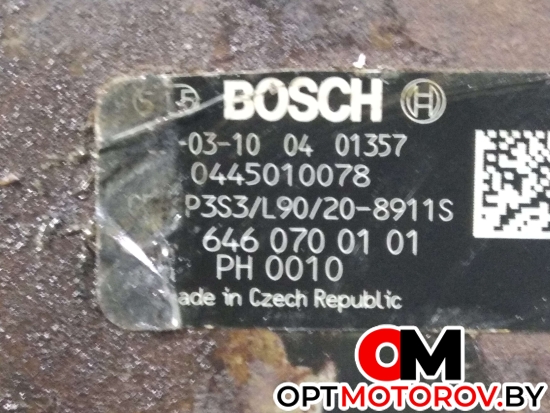 BOSCH
-03-10 04 01357
0445010078
P3S3/L90/20-8911S
646 070 01 01
PH 0010
ade in Czech Republic
OM
OPTMOTOROV.BY